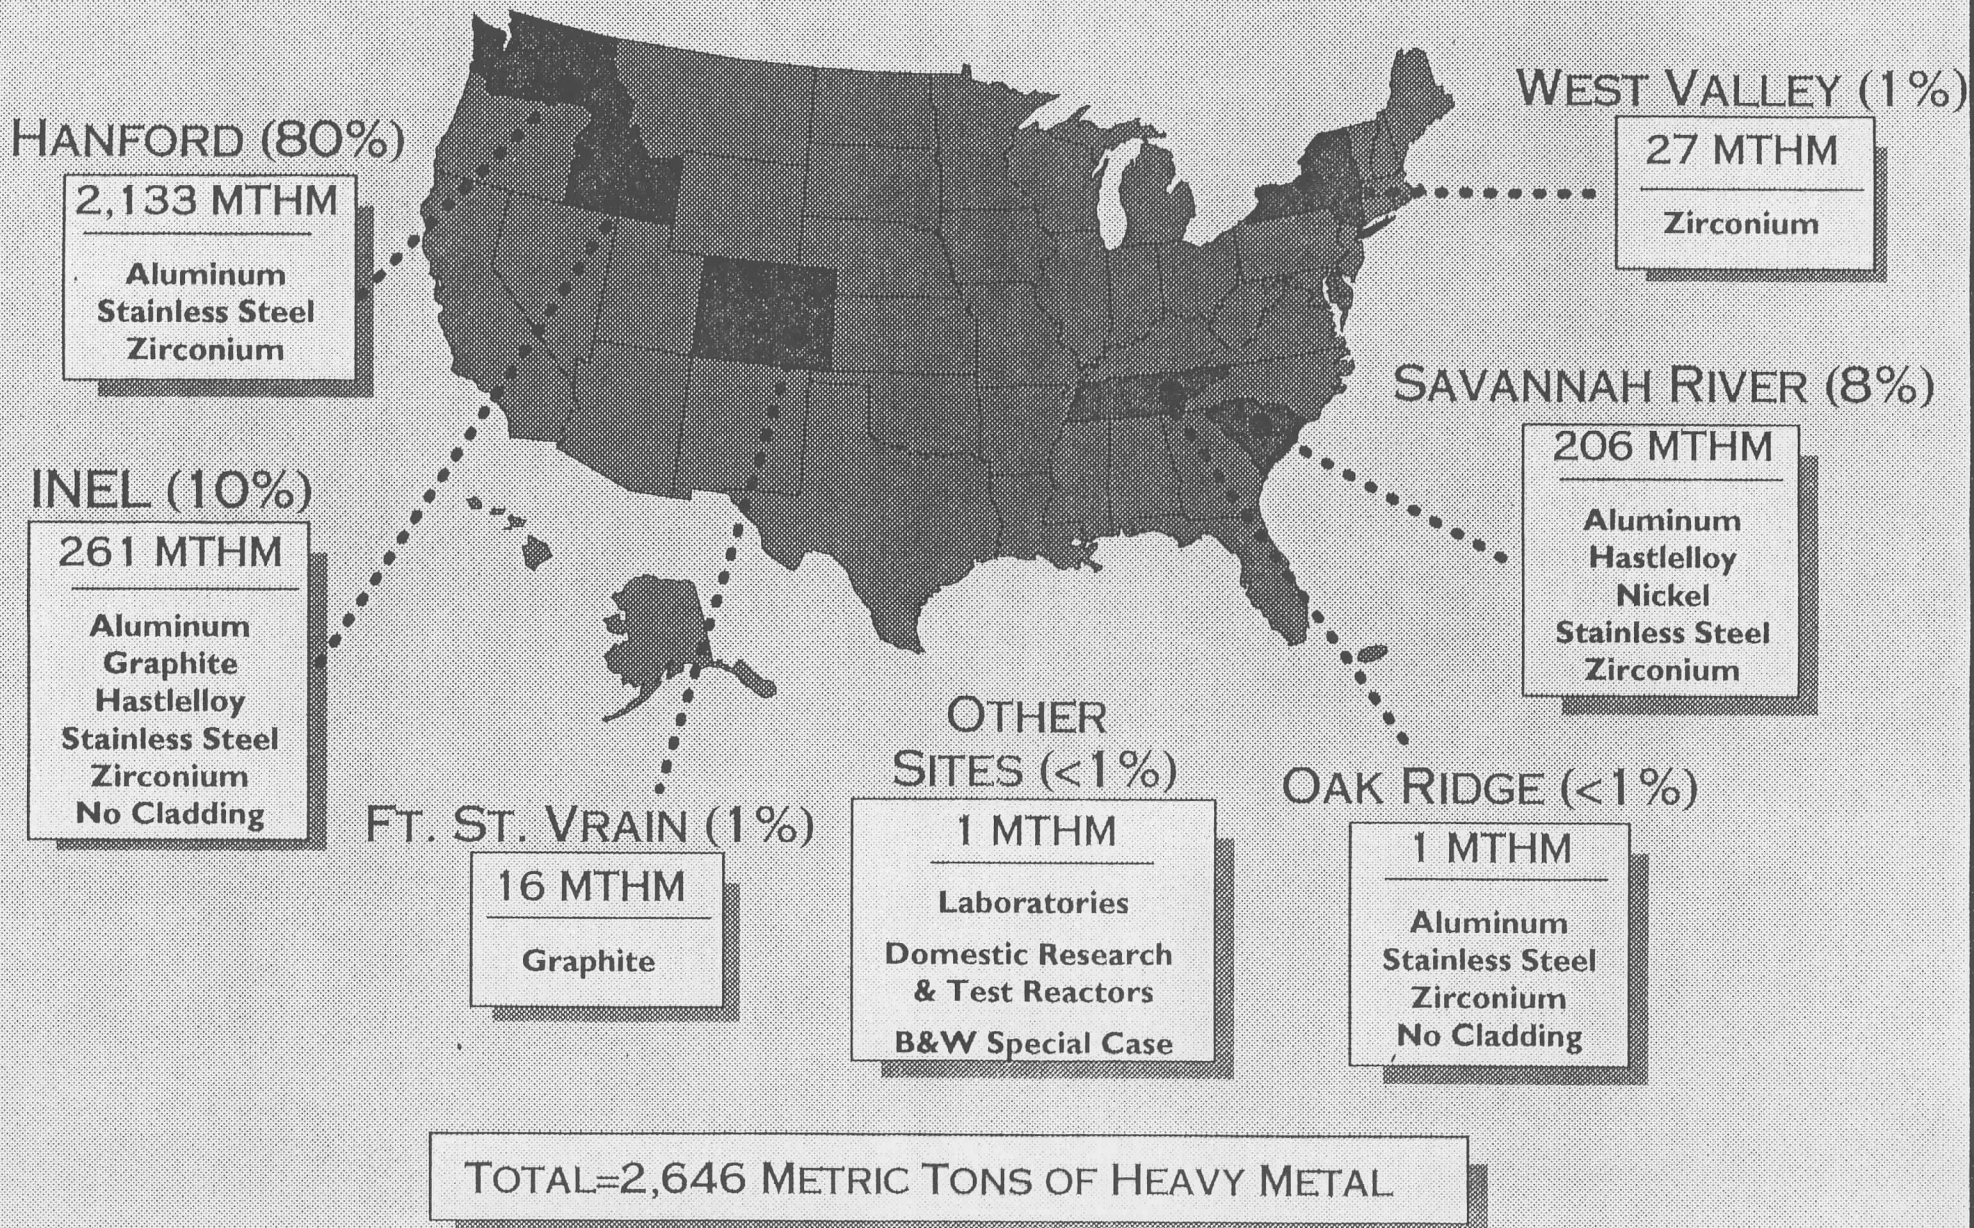 HANFORD (80%)
2,133 MTHM
Aluminum
Stainless Steel
Zirconium
INEL (10%)
261 MTHM
Aluminum
Graphite
Hastlelloy
Stainless Steel
Zirconium
No Cladding
FT. ST. VRAIN (1%)
16 MTHM
Graphite
OTHER
SITES (<1%)
1 MTHM
Laboratories
Domestic Research
& Test Reactors
B&W Special Case
OAK RIDGE (<1%)
1 MTHM
Aluminum
Stainless Steel
Zirconium
No Cladding
WEST VALLEY (1%)
27 MTHM
Zirconium
SAVANNAH RIVER (8%)
206 MTHM
Aluminum
Hastlelloy
Nickel
Stainless Steel
Zirconium
TOTAL=2,646 METRIC TONS OF HEAVY METAL